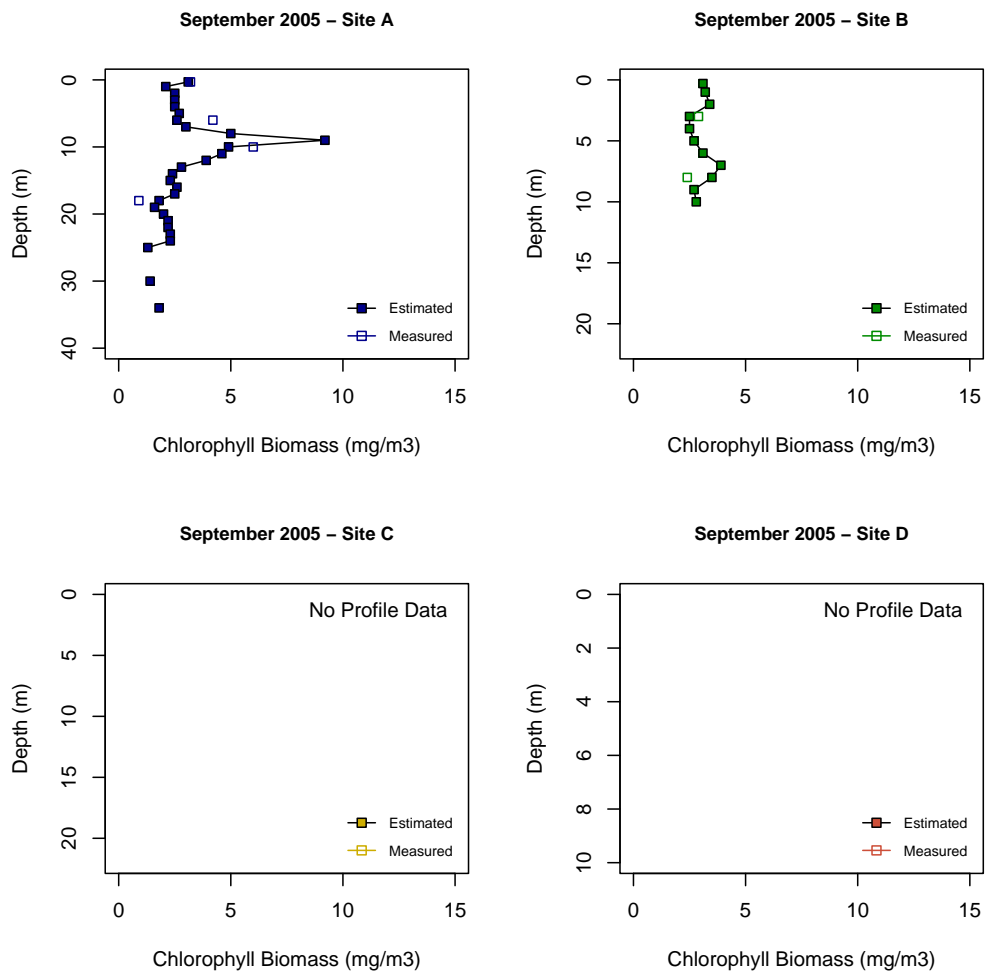 September 2005 – Site A
0
10
20
30
40
Depth (m)
Estimated
Measured
0 5 10 15
Chlorophyll Biomass (mg/m3)
September 2005 – Site B
0
5
10
15
20
Depth (m)
Estimated
Measured
0 5 10 15
Chlorophyll Biomass (mg/m3)
September 2005 – Site C
No Profile Data
0
5
10
15
20
Depth (m)
Estimated
Measured
0 5 10 15
Chlorophyll Biomass (mg/m3)
September 2005 – Site D
No Profile Data
0
2
4
6
8
10
Depth (m)
Estimated
Measured
0 5 10 15
Chlorophyll Biomass (mg/m3)